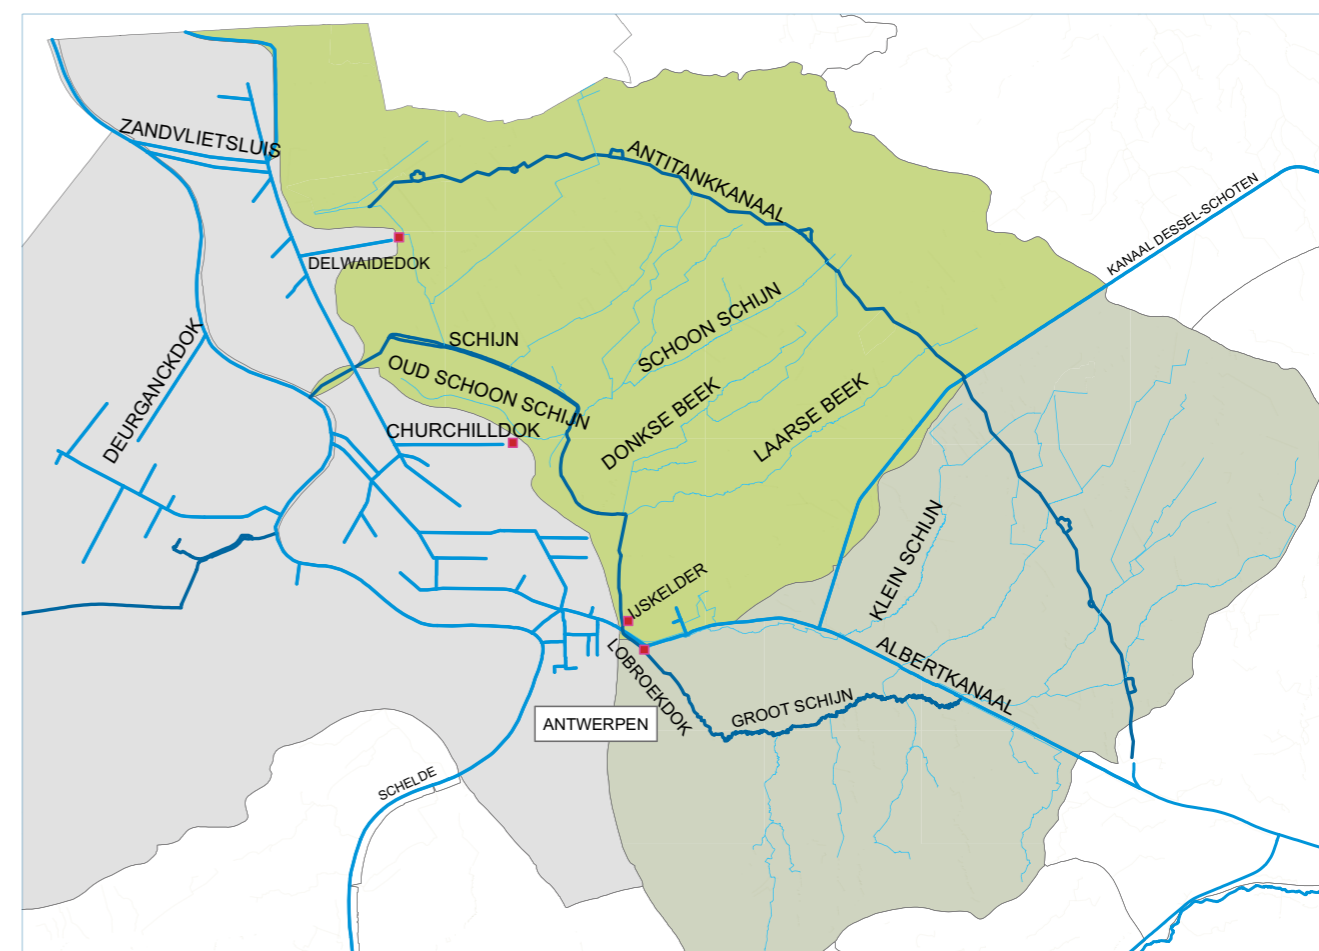 ZANDVLIETSLUIS
ANTITANKKANAAL
KANAAL DESSEL-SCHOTEN
DELWAIDEDOK
SCHIJN
SCHOON SCHIJN
OUD SCHOON SCHIJN
DEURGANCKDOK
DONKSE BEEK
LAARSE BEEK
CHURCHILLDOK
KLEIN SCHIJN
IJSKELDER
LOBROEKDOK
ALBERTKANAAL
GROOT SCHIJN
ANTWERPEN
SCHELDE